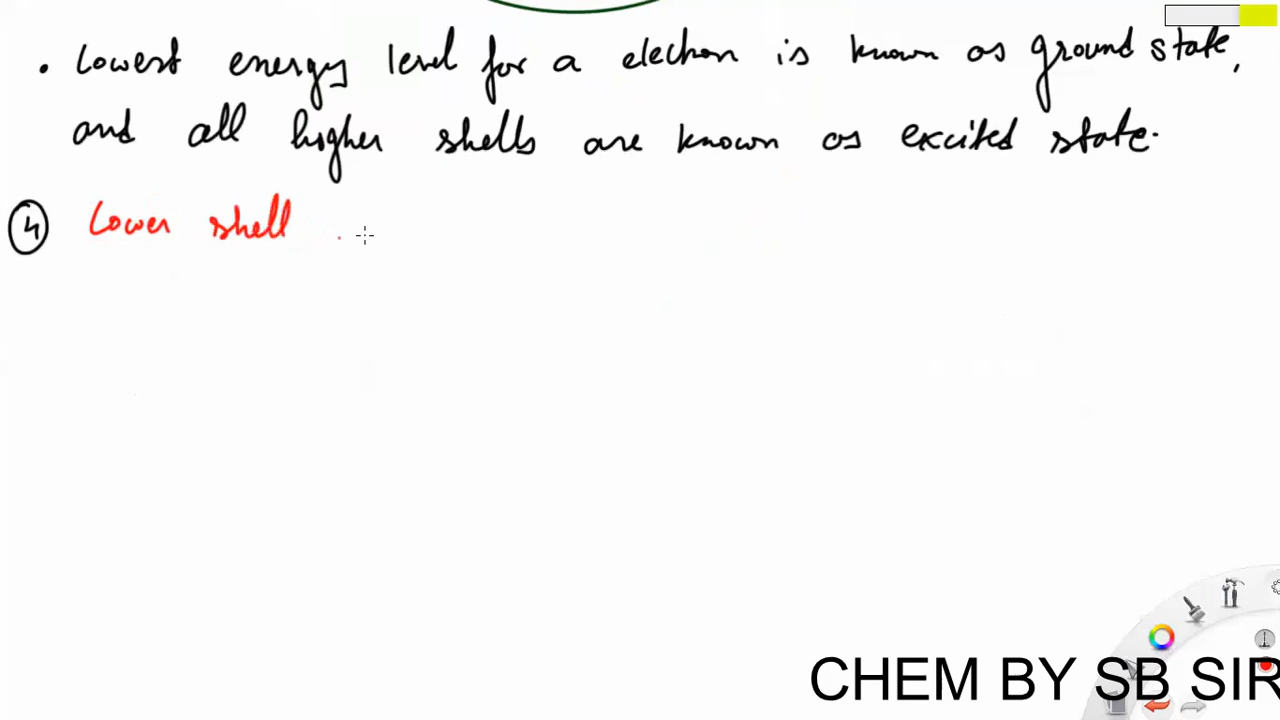 . Lowest energy level for a electron is known as ground state,
and all higher shells are known as excited state.
④ Lower shell
CHEM BY SB SIR